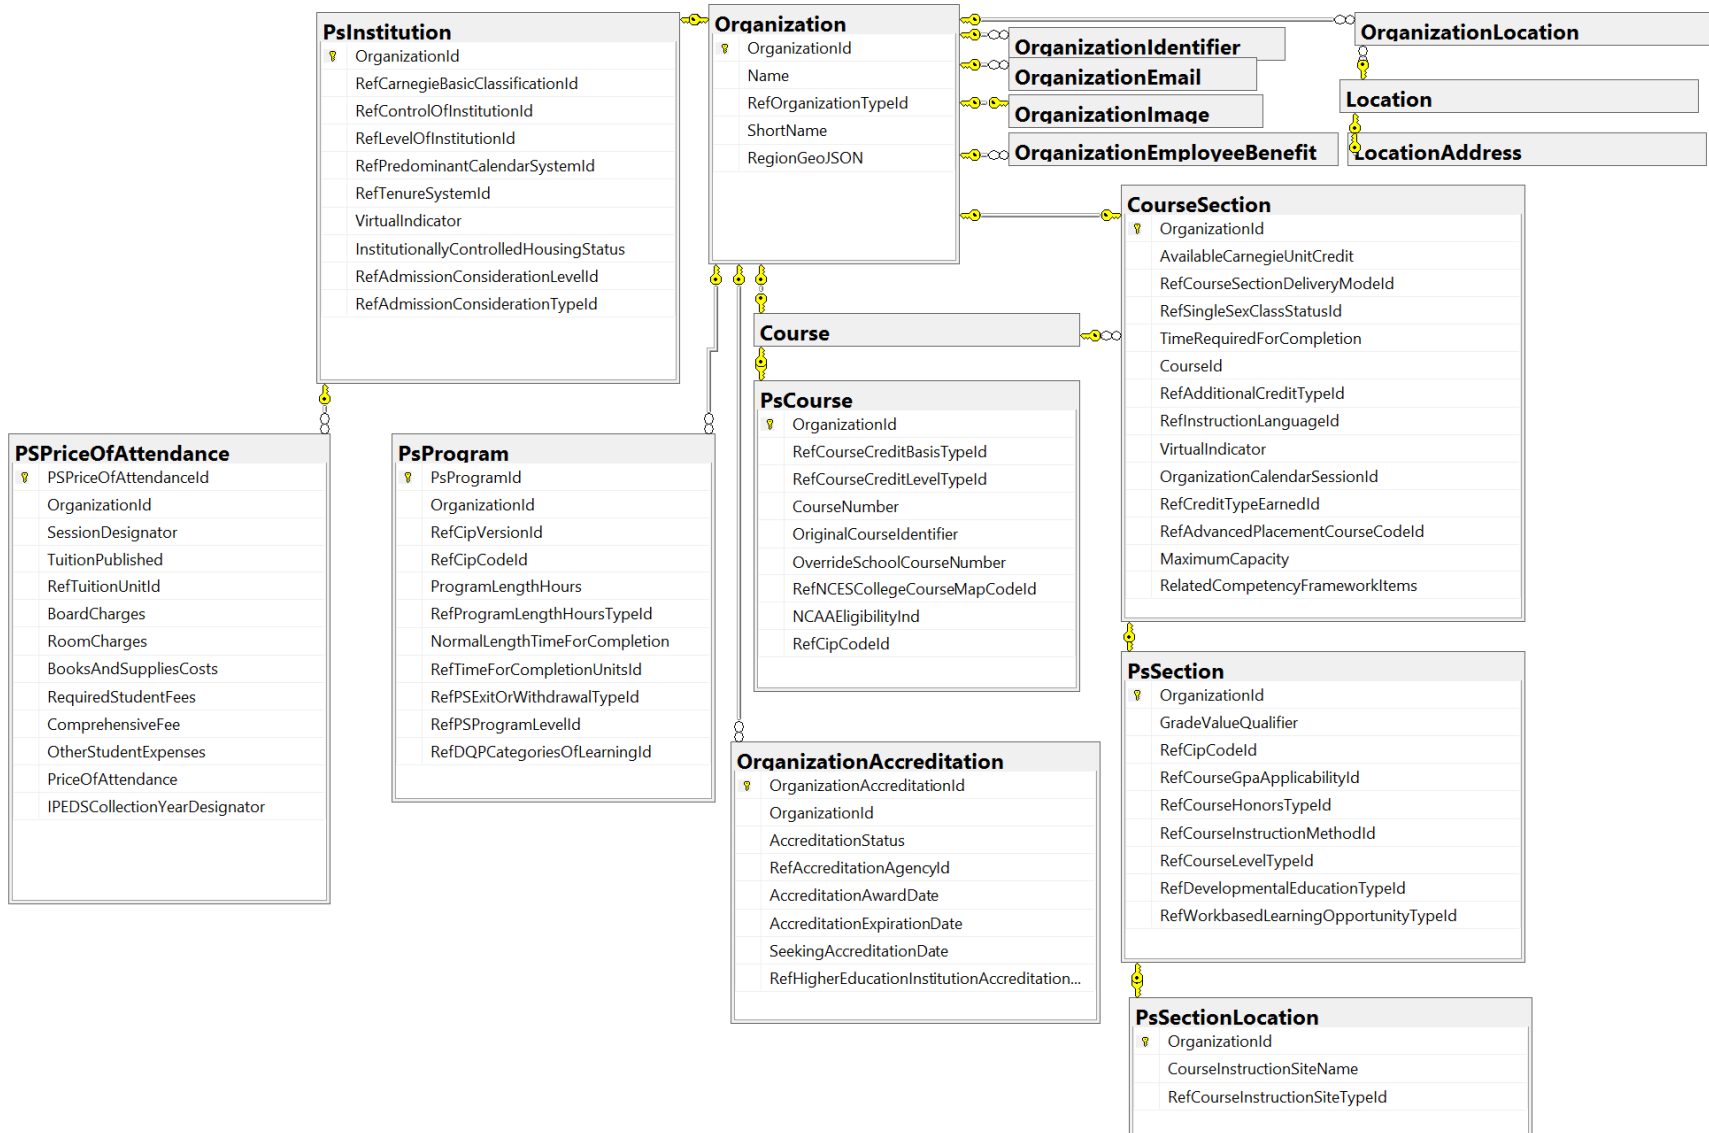 PsInstitution
OrganizationId
RefCarnegieBasicClassificationId
RefControlOfInstitutionId
RefLevelOfInstitutionId
RefPredominantCalendarSystemId
RefTenureSystemId
VirtualIndicator
InstitutionallyControlledHousingStatus
RefAdmissionConsiderationLevelId
RefAdmissionConsiderationTypeId
Organization
OrganizationId
Name
RefOrganizationTypeId
ShortName
RegionGeoJSON
OrganizationIdentifier
OrganizationEmail
OrganizationImage
OrganizationEmployeeBenefit
OrganizationLocation
Location
LocationAddress
CourseSection
OrganizationId
AvailableCarnegieUnitCredit
RefCourseSectionDeliveryModeId
RefSingleSexClassStatusId
TimeRequiredForCompletion
CourseId
RefAdditionalCreditTypeId
RefInstructionLanguageId
VirtualIndicator
OrganizationCalendarSessionId
RefCreditTypeEarnedId
RefAdvancedPlacementCourseCodeId
MaximumCapacity
RelatedCompetencyFrameworkItems
Course
PsCourse
OrganizationId
RefCourseCreditBasisTypeId
RefCourseCreditLevelTypeId
CourseNumber
OriginalCourseIdentifier
OverrideSchoolCourseNumber
RefNCESCollegeCourseMapCodeId
NCAAEligibilityInd
RefCipCodeId
PSPriceOfAttendance
PSPriceOfAttendanceId
OrganizationId
SessionDesignator
TuitionPublished
RefTuitionUnitId
BoardCharges
RoomCharges
BooksAndSuppliesCosts
RequiredStudentFees
ComprehensiveFee
OtherStudentExpenses
PriceOfAttendance
IPEDSCollectionYearDesignator
PsProgram
PsProgramId
OrganizationId
RefCipVersionId
RefCipCodeId
ProgramLengthHours
RefProgramLengthHoursTypeId
NormalLengthTimeForCompletion
RefTimeForCompletionUnitsId
RefPSExitOrWithdrawalTypeId
RefPSProgramLevelId
RefDQPCategoriesOfLearningId
OrganizationAccreditation
OrganizationAccreditationId
OrganizationId
AccreditationStatus
RefAccreditationAgencyId
AccreditationAwardDate
AccreditationExpirationDate
SeekingAccreditationDate
RefHigherEducationInstitutionAccreditation...
PsSection
OrganizationId
GradeValueQualifier
RefCipCodeId
RefCourseGpaApplicabilityId
RefCourseHonorsTypeId
RefCourseInstructionMethodId
RefCourseLevelTypeId
RefDevelopmentalEducationTypeId
RefWorkbasedLearningOpportunityTypeId
PsSectionLocation
OrganizationId
CourseInstructionSiteName
RefCourseInstructionSiteTypeId